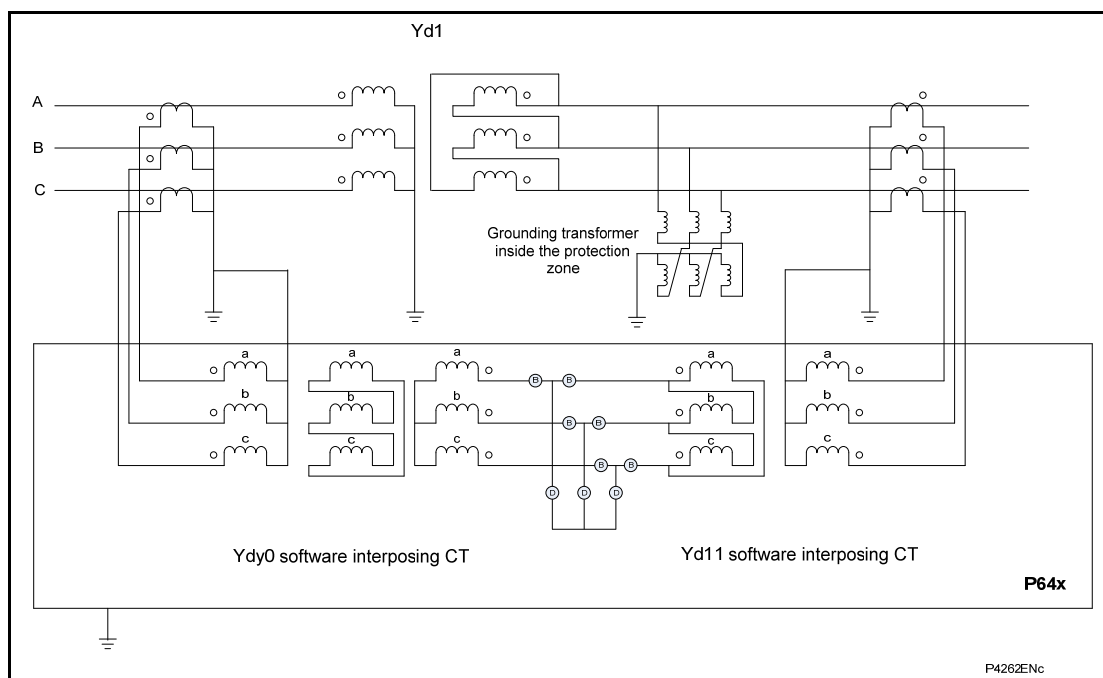 Yd1
A
B
C
Grounding transformer
inside the protection
zone
a a a a a
b b b b b
c c c c c
B B
B B
B B
D D D
Ydy0 software interposing CT
Yd11 software interposing CT
P64x
P4262ENc